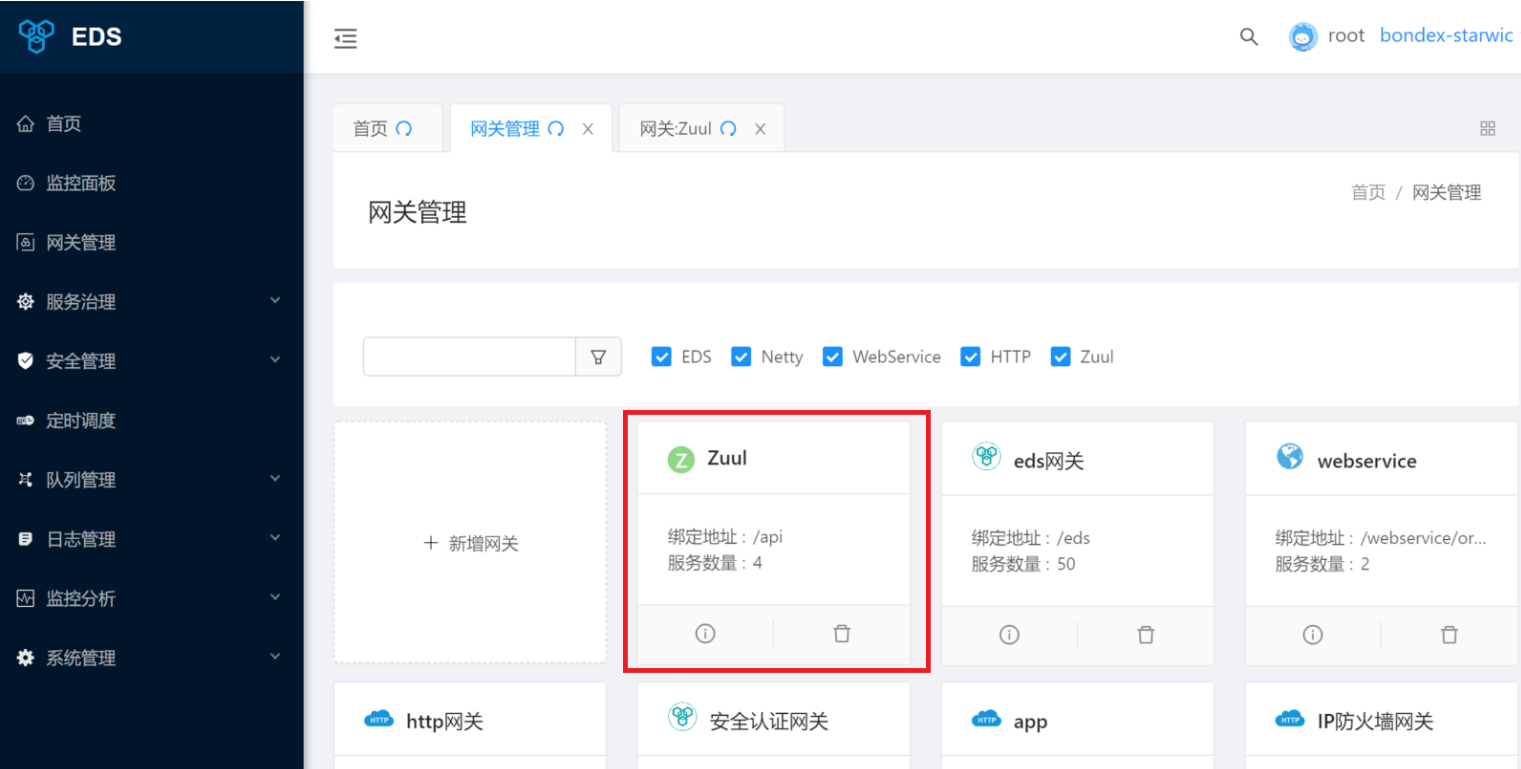 EDS
root bondex-starwic
首页
监控面板
网关管理
服务治理
安全管理
定时调度
队列管理
日志管理
监控分析
系统管理
首页 网关管理 网关:Zuul
网关管理
首页 / 网关管理
EDS Netty WebService HTTP Zuul
+ 新增网关
Z Zuul
绑定地址 : /api
服务数量 : 4
eds网关
绑定地址 : /eds
服务数量 : 50
webservice
绑定地址 : /webservice/or...
服务数量 : 2
HTTP http网关
安全认证网关
HTTP app
HTTP IP防火墙网关